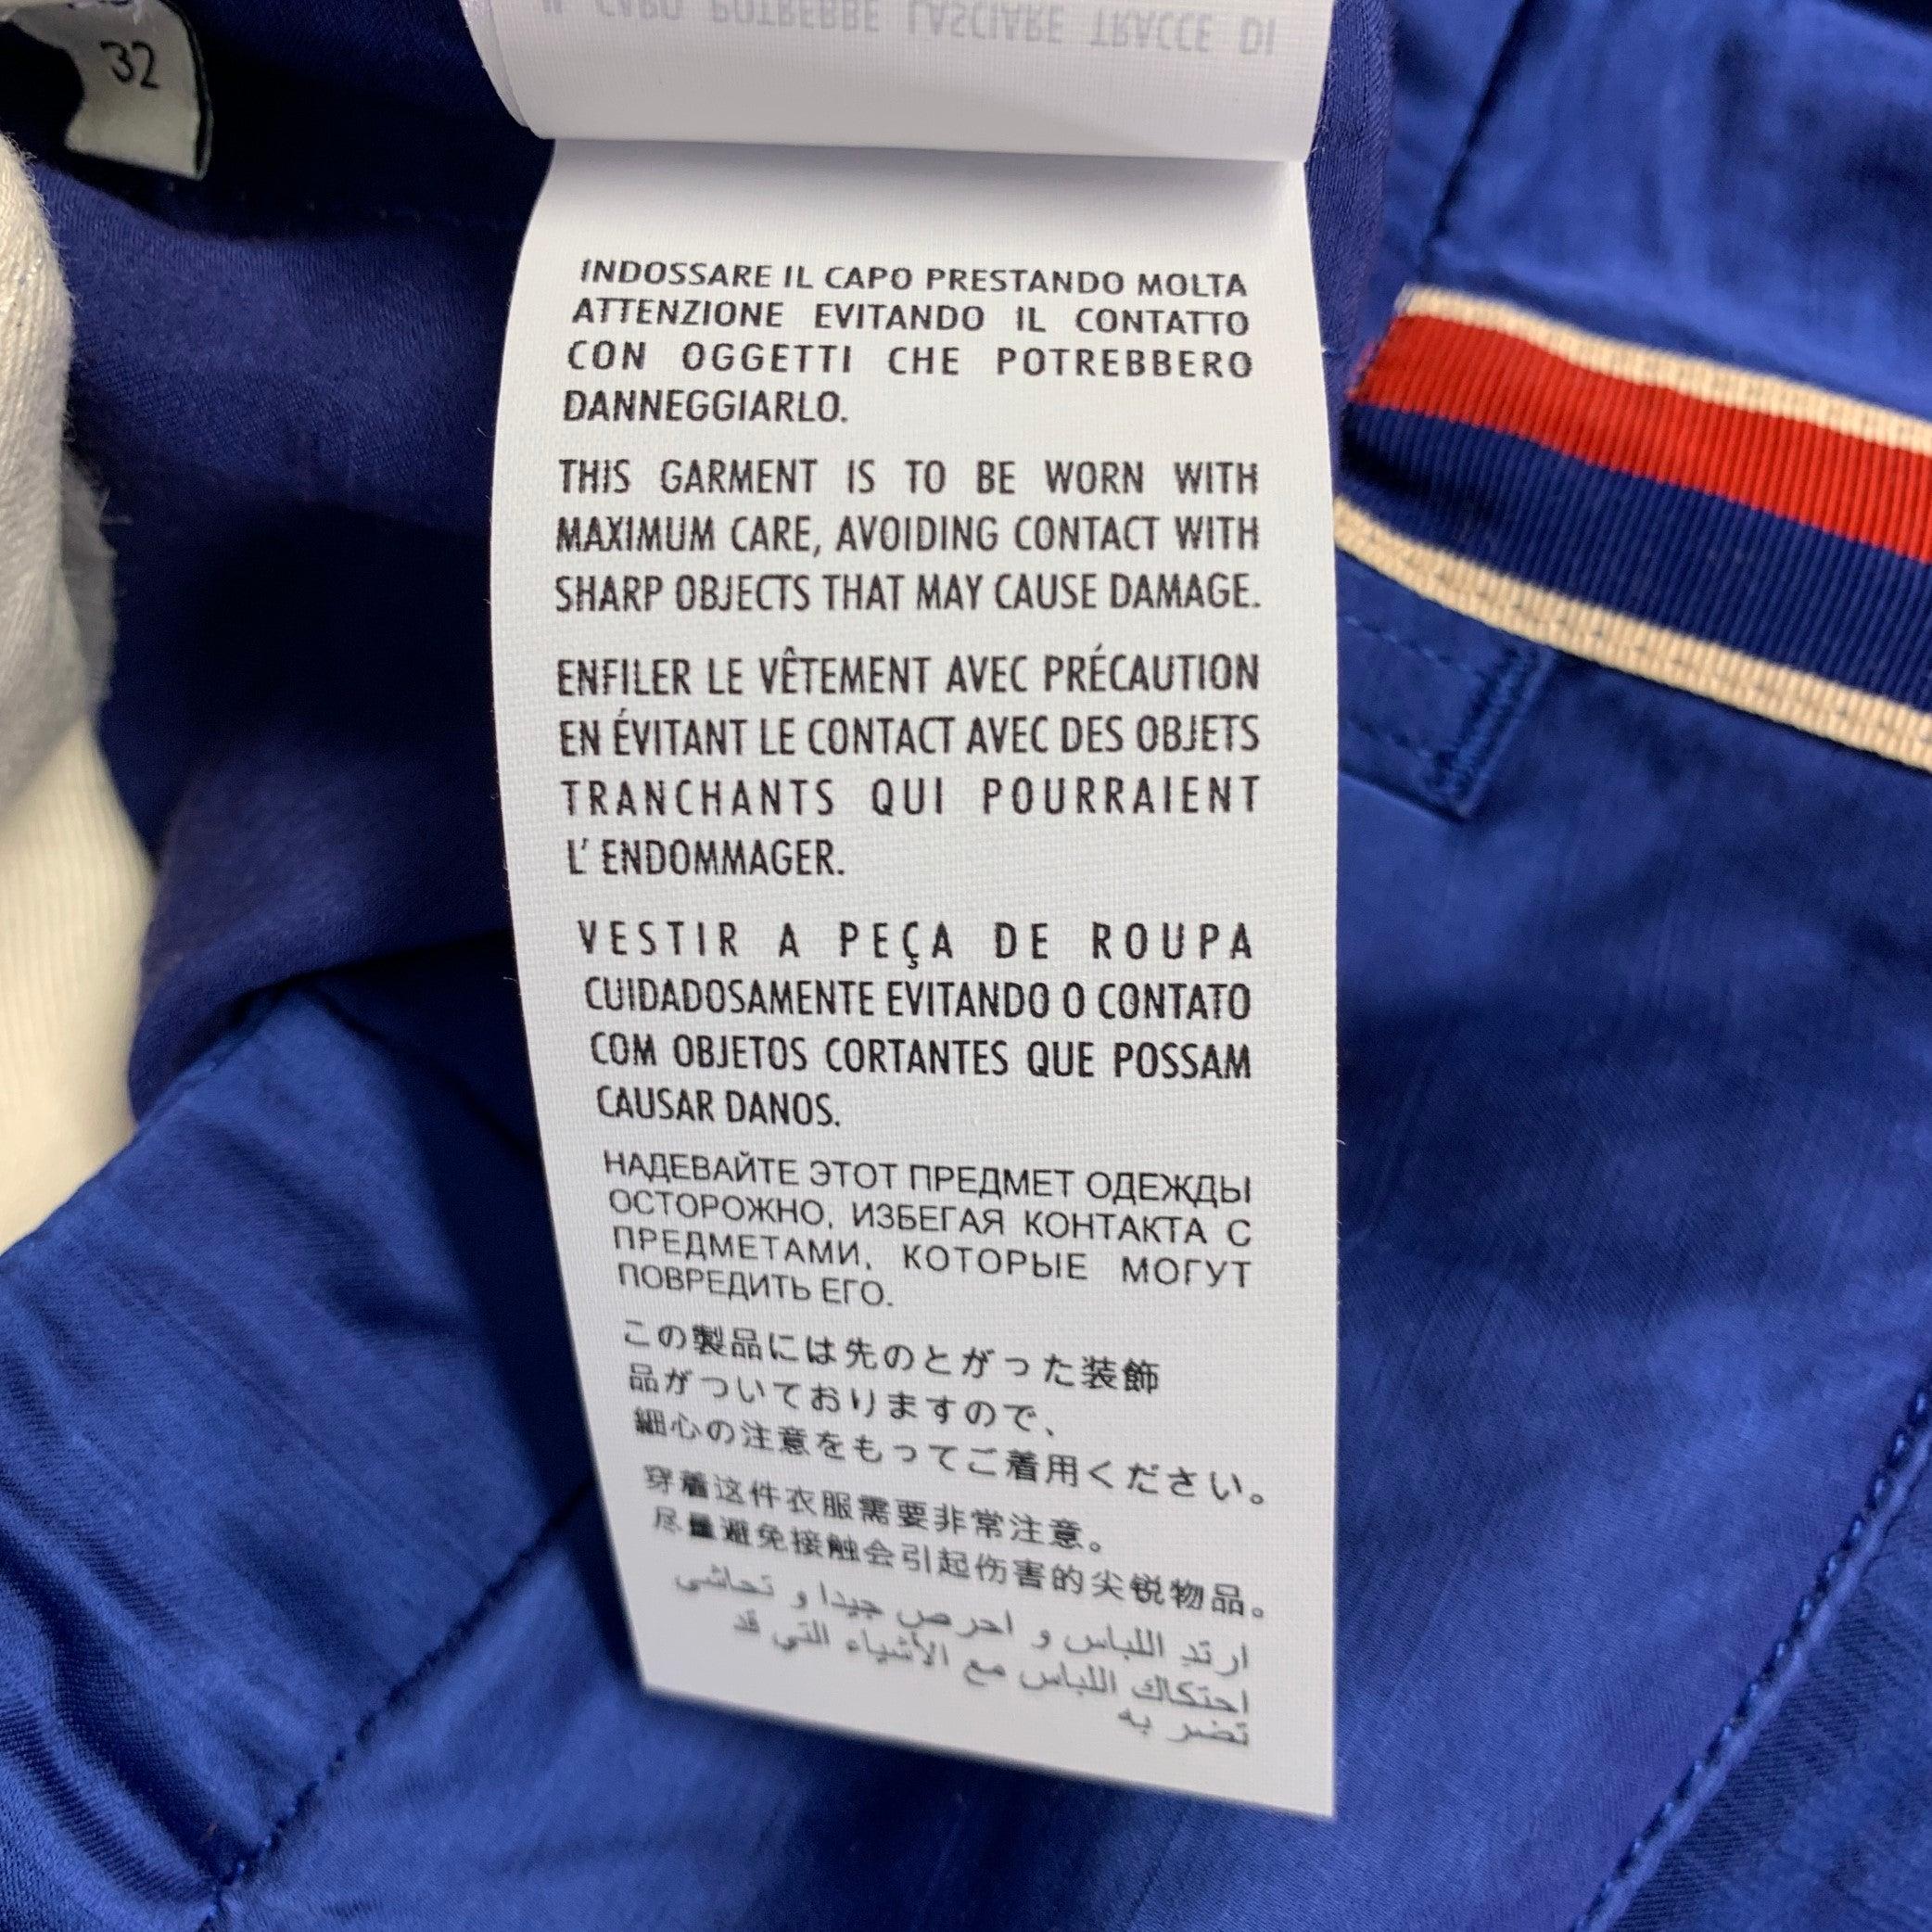 32
IL CAPO POTREBBE LASCIARE TRACCE DI
INDOSSARE IL CAPO PRESTANDO MOLTA
ATTENZIONE EVITANDO IL CONTATTO
CON OGGETTI CHE POTREBBERO
DANNEGGIARLO.
THIS GARMENT IS TO BE WORN WITH
MAXIMUM CARE, AVOIDING CONTACT WITH
SHARP OBJECTS THAT MAY CAUSE DAMAGE.
ENFILER LE VÊTEMENT AVEC PRÉCAUTION
EN ÉVITANT LE CONTACT AVEC DES OBJETS
TRANCHANTS QUI POURRAIENT
L' ENDOMMAGER.
VESTIR A PEÇA DE ROUPA
CUIDADOSAMENTE EVITANDO O CONTATO
COM OBJETOS CORTANTES QUE POSSAM
CAUSAR DANOS.
НАДЕВАЙТЕ ЭТОТ ПРЕДМЕТ ОДЕЖДЫ
ОСТОРОЖНО, ИЗБЕГАЯ КОНТАКТА С
ПРЕДМЕТАМИ, КОТОРЫЕ МОГУТ
ПОВРЕДИТЬ ЕГО.
この製品には先のとがった装飾
品がついておりますので、
細心の注意をもってご着用ください。
穿着这件衣服需要非常注意。
尽量避免接触会引起伤害的尖锐物品。
ارتدِ اللباس و احرص جيدا و تحاشى
احتكاك اللباس مع الأشياء التي قد
تضر به